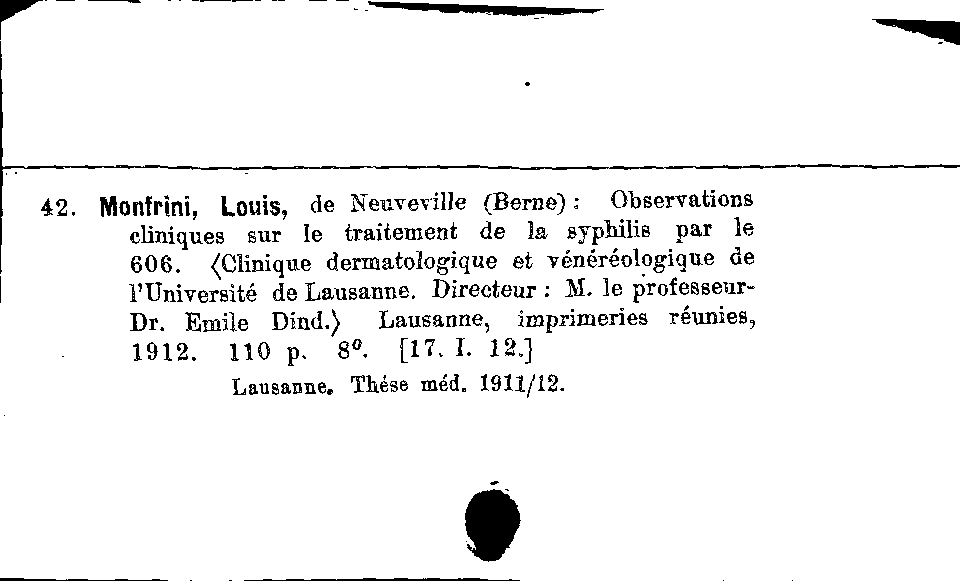 42. Monfrini, Louis, de Neuveville (Berne) : Observations
cliniques sur le traitement de la syphilis par le
606. ⟨Clinique dermatologique et vénéréologique de
l'Université de Lausanne. Directeur : M. le professeur-
Dr. Emile Dind.⟩ Lausanne, imprimeries réunies,
1912. 110 p. 8⁰. [17. I. 12.]
Lausanne. Thése méd. 1911/12.